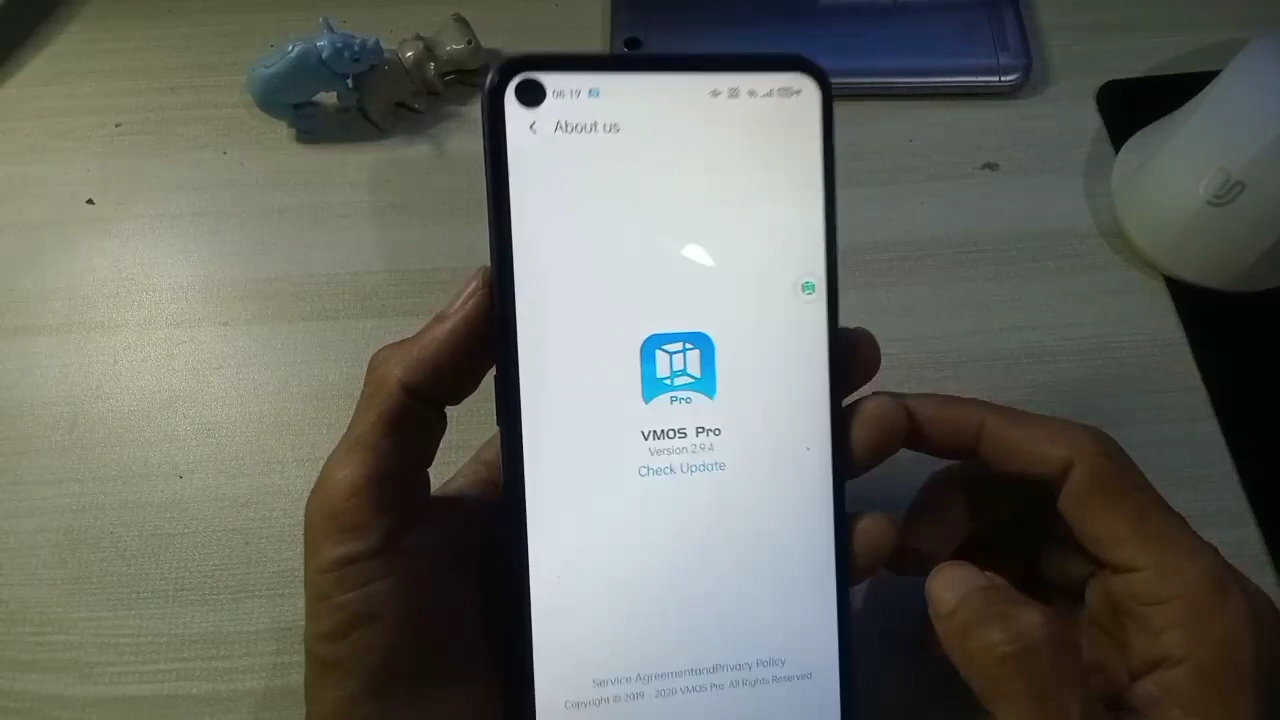 06:19
About us
Pro
VMOS Pro
Version 2.9.4
Check Update
Service AgreementandPrivacy Policy
Copyright © 2019 - 2020 VMOS Pro. All Rights Reserved